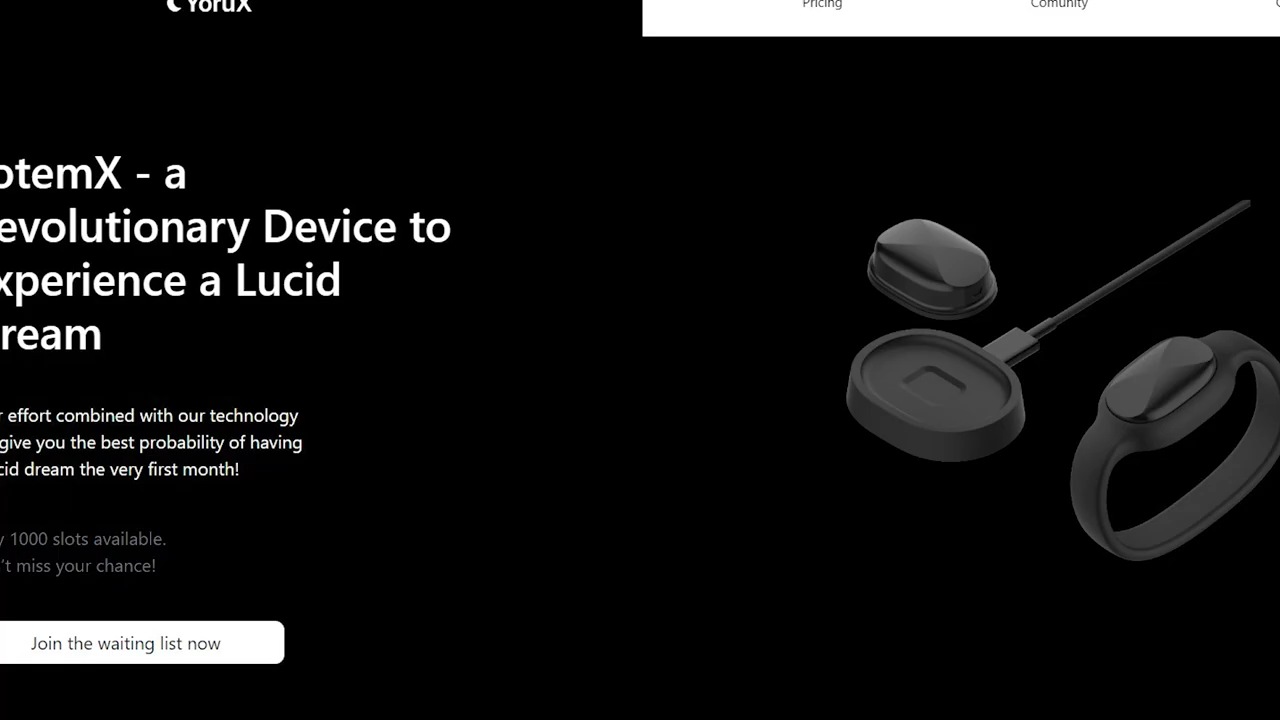 YoruX
Pricing
Comunity
otemX - a
evolutionary Device to
xperience a Lucid
ream
r effort combined with our technology
give you the best probability of having
cid dream the very first month!
y 1000 slots available.
't miss your chance!
Join the waiting list now